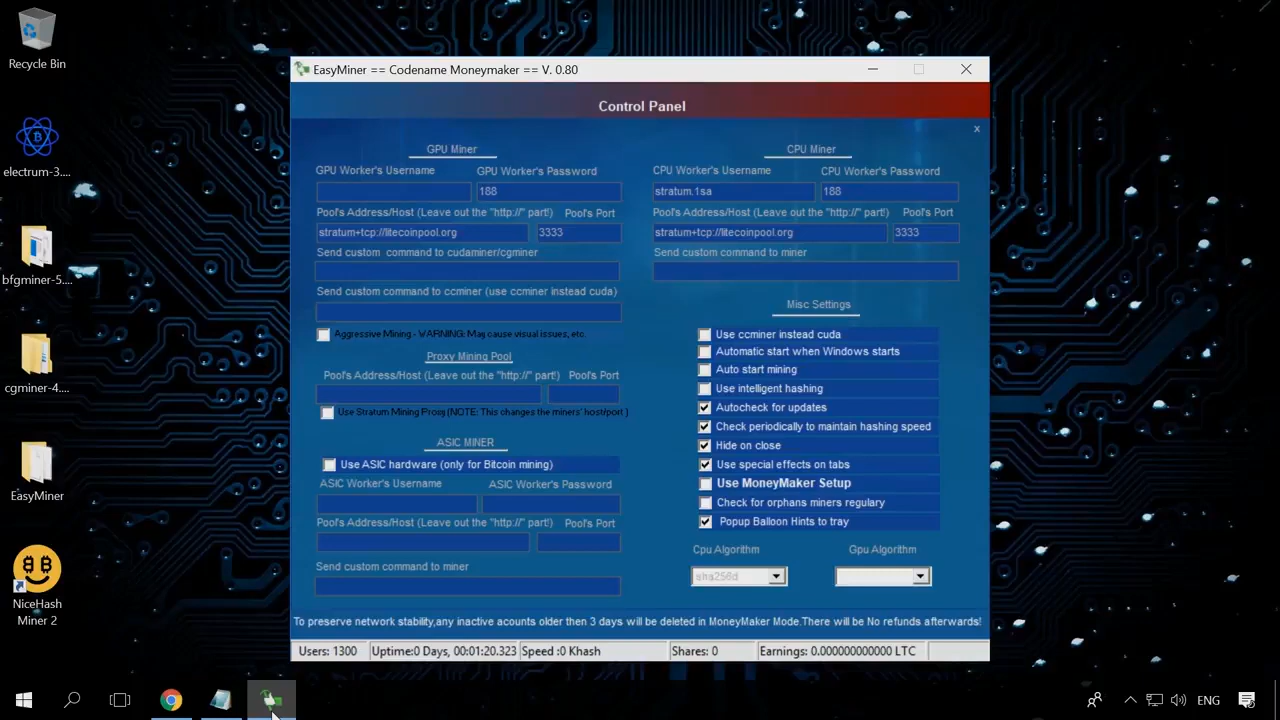 Recycle Bin
electrum-3....
bfgminer-5....
cgminer-4....
EasyMiner
NiceHash
Miner 2
EasyMiner == Codename Moneymaker == V. 0.80
Control Panel
x
GPU Miner
GPU Worker's Username GPU Worker's Password
188
Pool's Address/Host (Leave out the "http://" part!) Pool's Port
stratum+tcp://litecoinpool.org 3333
Send custom command to cudaminer/cgminer
Send custom command to ccminer (use ccminer instead cuda)
Aggressive Mining - WARNING: May cause visual issues, etc.
Proxy Mining Pool
Pool's Address/Host (Leave out the "http://" part!) Pool's Port
Use Stratum Mining Proxy (NOTE: This changes the miners' host/port )
ASIC MINER
Use ASIC hardware (only for Bitcoin mining)
ASIC Worker's Username ASIC Worker's Password
Pool's Address/Host (Leave out the "http://" part!) Pool's Port
Send custom command to miner
CPU Miner
CPU Worker's Username CPU Worker's Password
stratum.1sa 188
Pool's Address/Host (Leave out the "http://" part!) Pool's Port
stratum+tcp://litecoinpool.org 3333
Send custom command to miner
Misc Settings
Use ccminer instead cuda
Automatic start when Windows starts
Auto start mining
Use intelligent hashing
Autocheck for updates
Check periodically to maintain hashing speed
Hide on close
Use special effects on tabs
Use MoneyMaker Setup
Check for orphans miners regulary
Popup Balloon Hints to tray
Cpu Algorithm Gpu Algorithm
sha256d
To preserve network stability,any inactive acounts older then 3 days will be deleted in MoneyMaker Mode.There will be No refunds afterwards!
Users: 1300 Uptime:0 Days, 00:01:20.323 Speed :0 Khash Shares: 0 Earnings: 0.000000000000 LTC
ENG